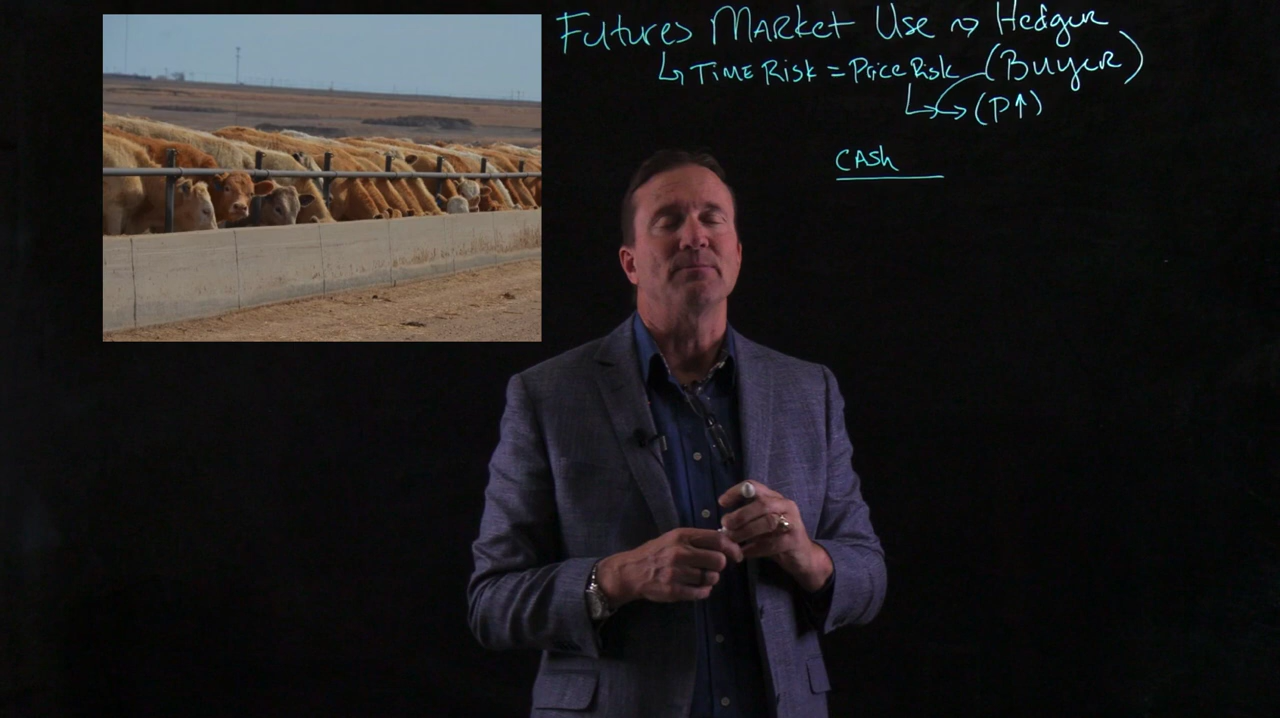 Futures Market Use → Hedger
↳ Time Risk = Price Risk (Buyer)
↳→ (P↑)
Cash